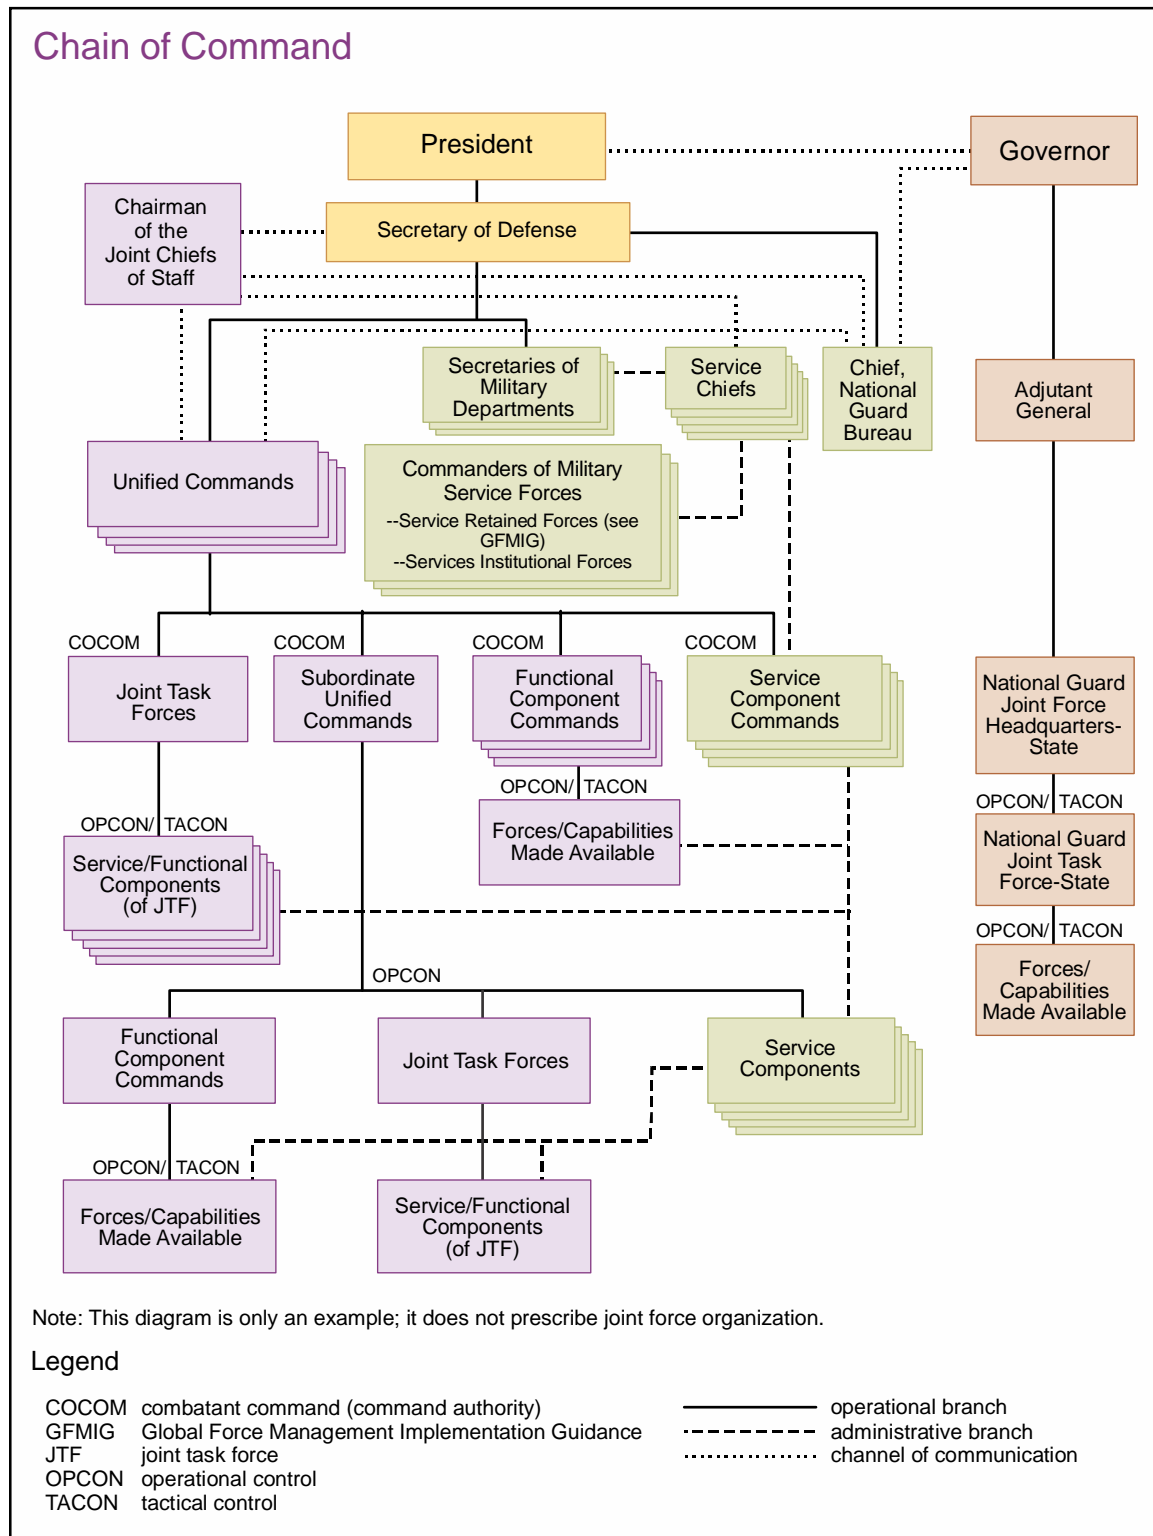 Chain of Command
President
Governor
Chairman
of the
Joint Chiefs
of Staff
Secretary of Defense
Secretaries of
Military
Departments
Service
Chiefs
Chief,
National
Guard
Bureau
Adjutant
General
Unified Commands
Commanders of Military
Service Forces
--Service Retained Forces (see
GFMIG)
--Services Institutional Forces
COCOM
COCOM
COCOM
COCOM
Joint Task
Forces
Subordinate
Unified
Commands
Functional
Component
Commands
Service
Component
Commands
National Guard
Joint Force
Headquarters-
State
OPCON/ TACON
OPCON/ TACON
OPCON/ TACON
Service/Functional
Components
(of JTF)
Forces/Capabilities
Made Available
National Guard
Joint Task
Force-State
OPCON/ TACON
Forces/
Capabilities
Made Available
OPCON
Functional
Component
Commands
Joint Task Forces
Service
Components
OPCON/ TACON
Forces/Capabilities
Made Available
Service/Functional
Components
(of JTF)
Note: This diagram is only an example; it does not prescribe joint force organization.
Legend
COCOM combatant command (command authority)
GFMIG Global Force Management Implementation Guidance
JTF joint task force
OPCON operational control
TACON tactical control
operational branch
administrative branch
channel of communication